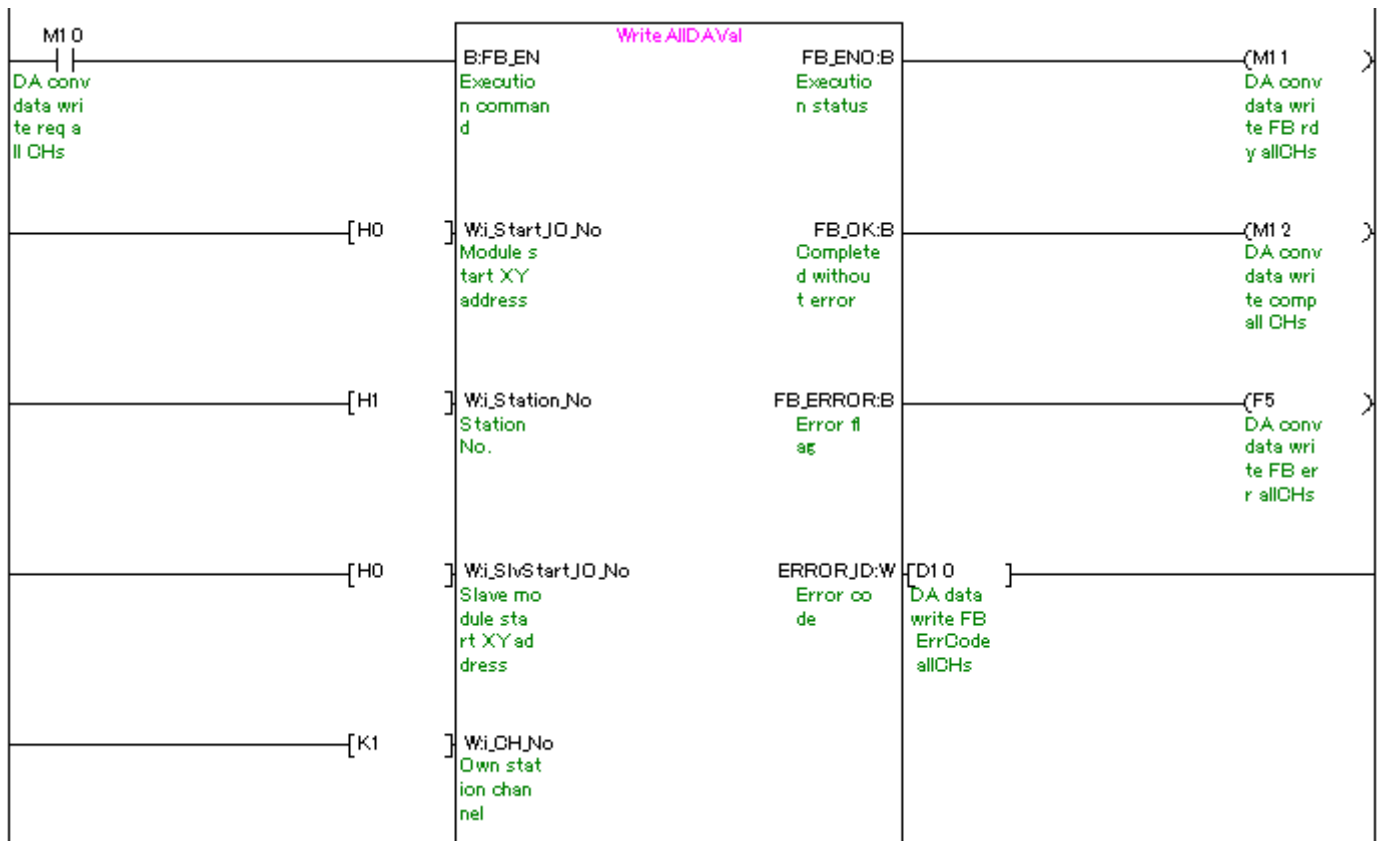 M10
DA conv
data wri
te req a
ll CHs
Write AllDAVal
B:FB_EN
Executio
n comman
d
FB_ENO:B
Executio
n status
(M11 )
DA conv
data wri
te FB rd
y allCHs
[H0 ]
W:i_Start_IO_No
Module s
tart XY
address
FB_OK:B
Complete
d withou
t error
(M12 )
DA conv
data wri
te comp
all CHs
[H1 ]
W:i_Station_No
Station
No.
FB_ERROR:B
Error fl
ag
(F5 )
DA conv
data wri
te FB er
r allCHs
[H0 ]
W:i_SlvStart_IO_No
Slave mo
dule sta
rt XY ad
dress
ERROR_ID:W
Error co
de
[D10 ]
DA data
write FB
ErrCode
allCHs
[K1 ]
W:i_CH_No
Own stat
ion chan
nel